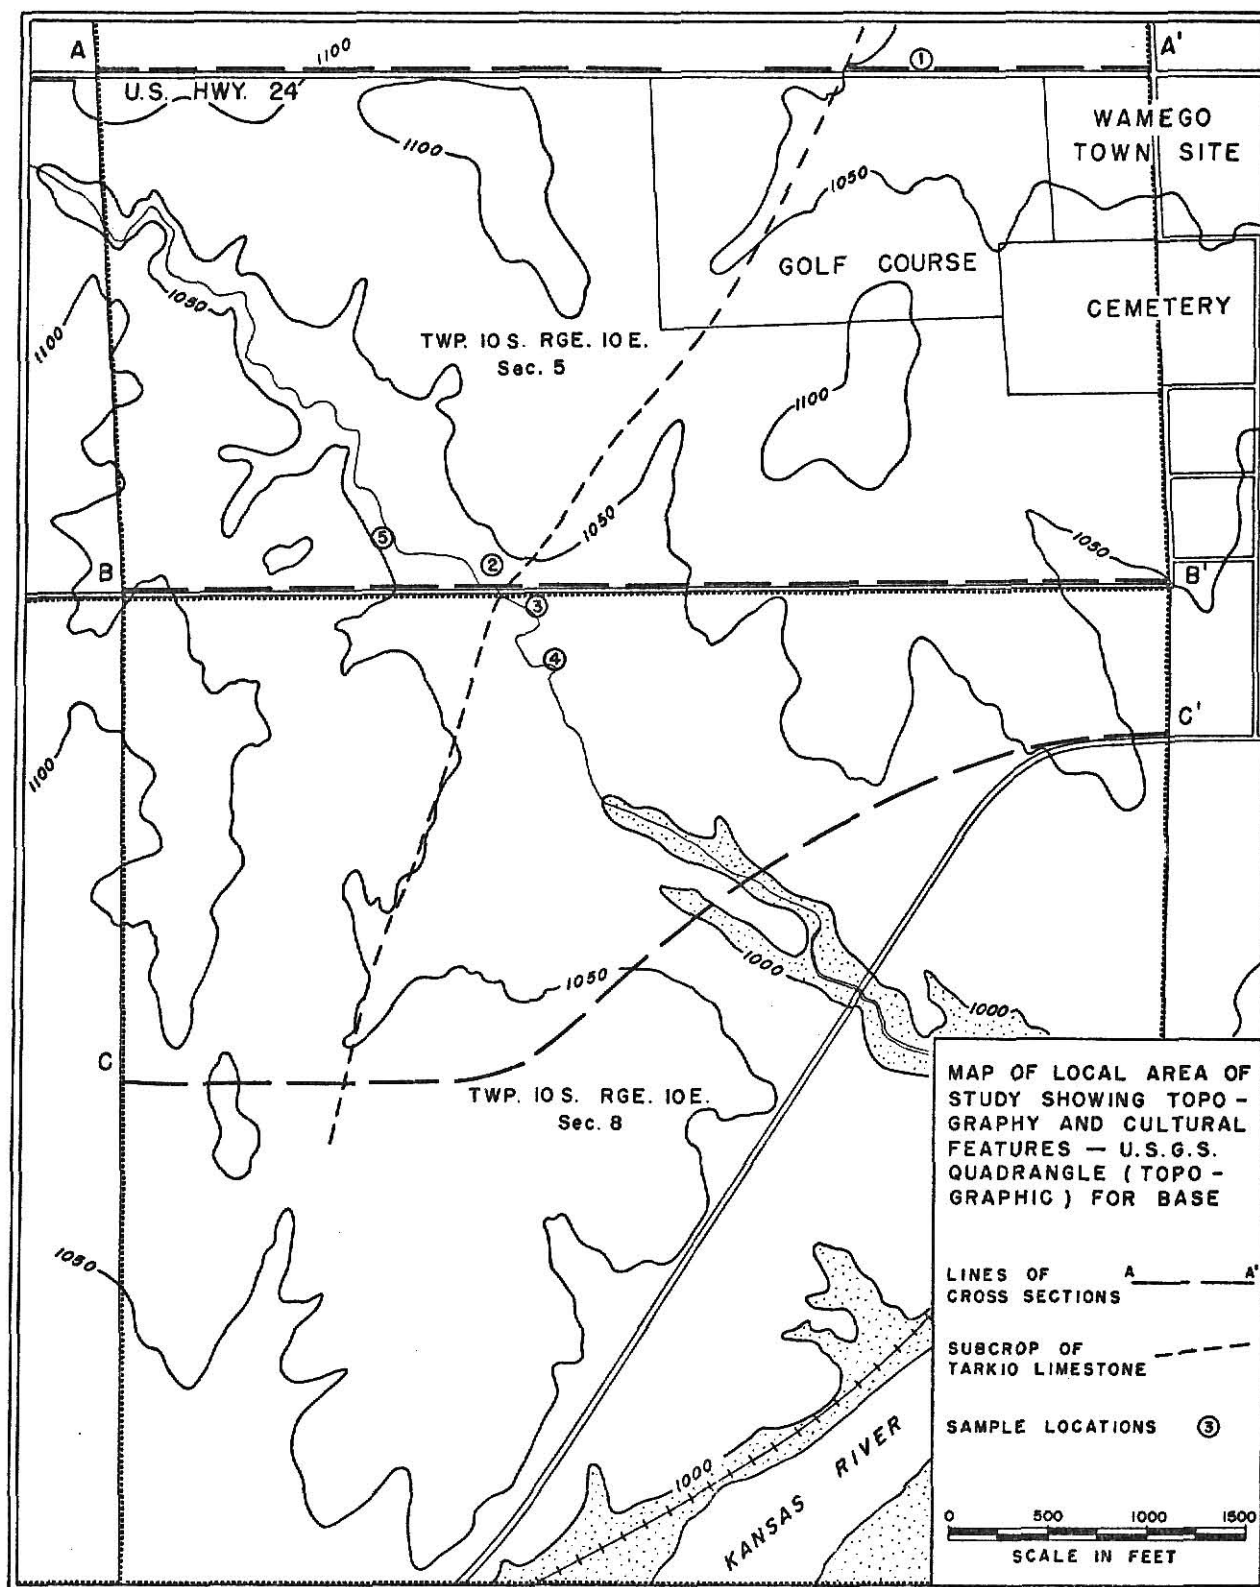 A
1100
①
A'
U.S. HWY. 24
WAMEGO
TOWN SITE
1100
1050
GOLF COURSE
CEMETERY
1050
1100
TWP. 10 S. RGE. 10 E.
Sec. 5
1100
1050
1050
⑤
②
B
B'
③
④
C'
1100
1050
1000
1000
C
TWP. 10 S. RGE. 10 E.
Sec. 8
1050
1000
KANSAS RIVER
MAP OF LOCAL AREA OF
STUDY SHOWING TOPO-
GRAPHY AND CULTURAL
FEATURES — U.S.G.S.
QUADRANGLE (TOPO-
GRAPHIC) FOR BASE
LINES OF A A'
CROSS SECTIONS
SUBCROP OF
TARKIO LIMESTONE
SAMPLE LOCATIONS ③
0 500 1000 1500
SCALE IN FEET